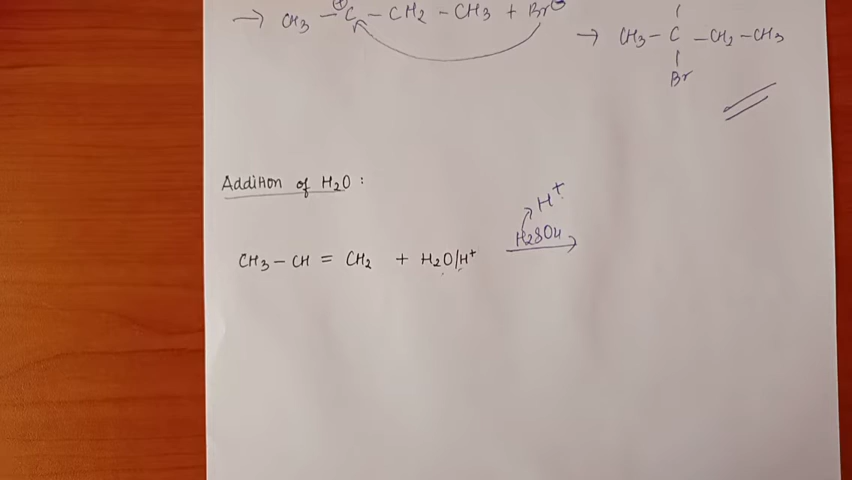 → CH3 – C⊕ – CH2 – CH3 + Br⊖
→ CH3 – C – CH2 – CH3
Br
Addition of H2O :
H+
H2SO4
CH3 – CH = CH2 + H2O/H+ →